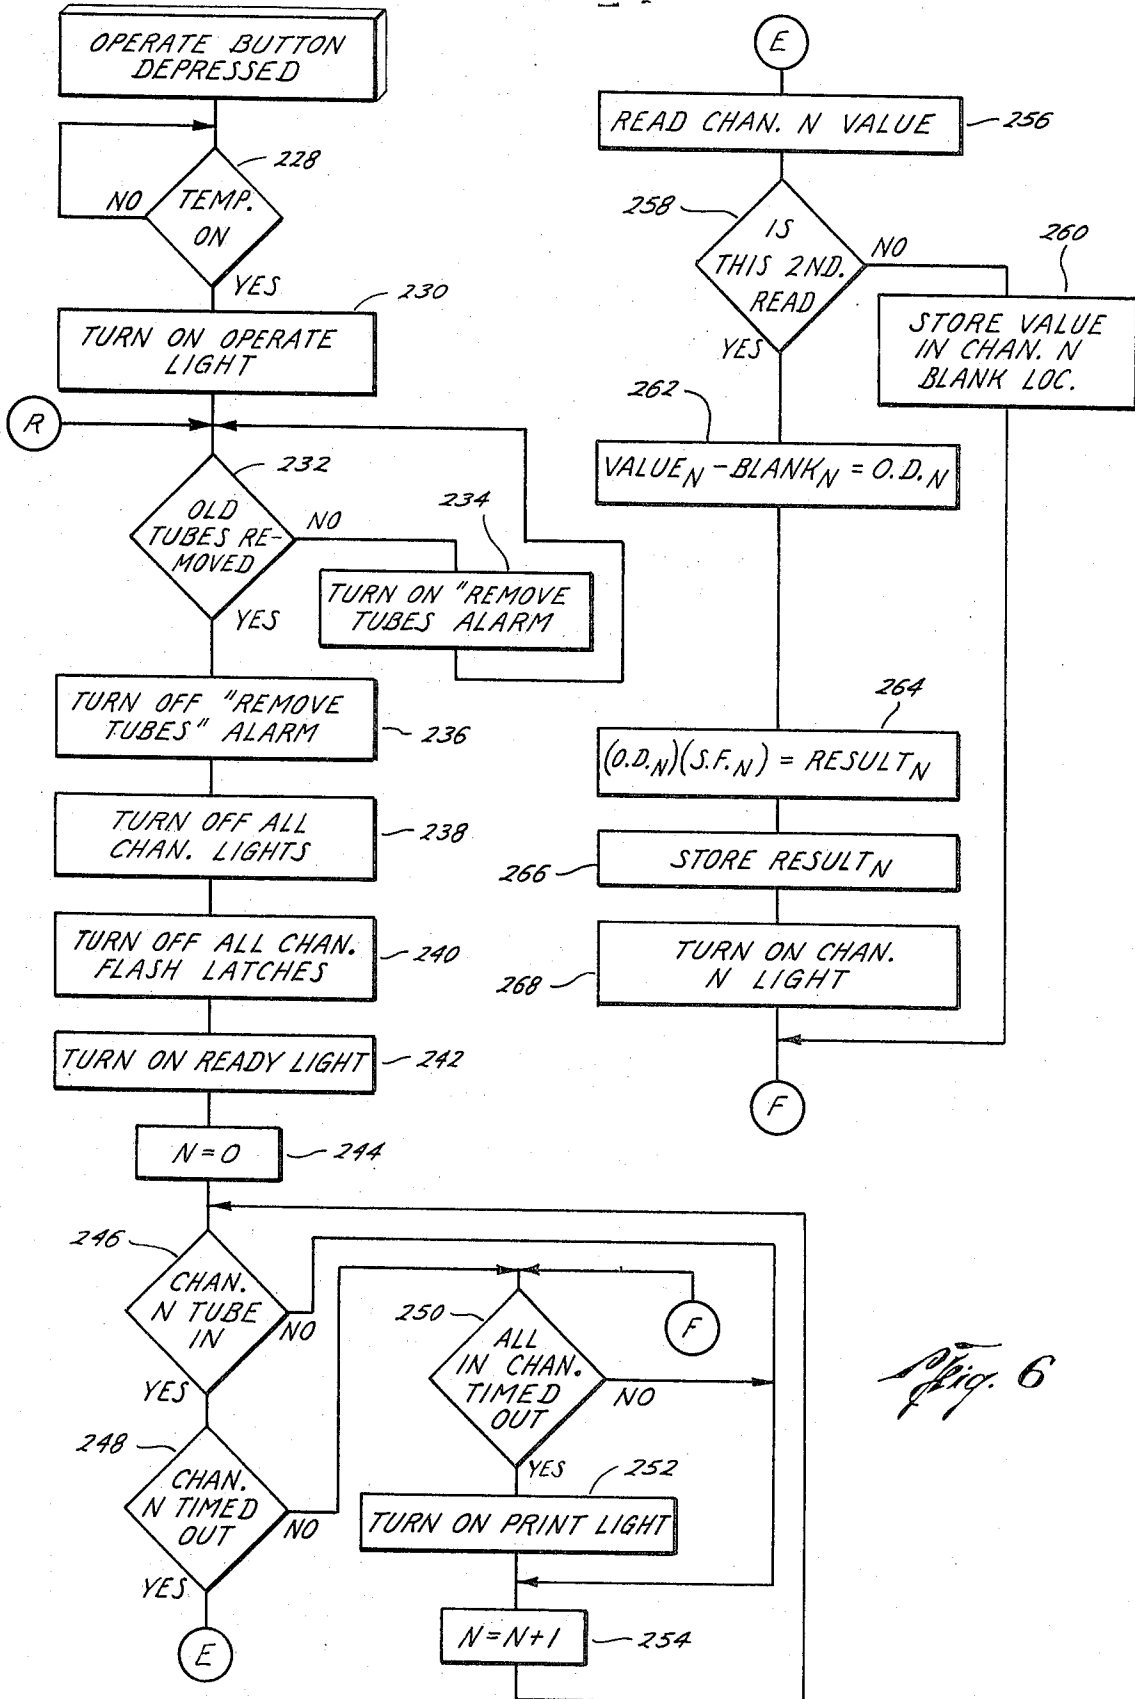 OPERATE BUTTON
DEPRESSED
228
TEMP.
ON
NO
YES
230
TURN ON OPERATE
LIGHT
R
232
OLD
TUBES RE-
MOVED
NO
YES
234
TURN ON "REMOVE
TUBES ALARM
TURN OFF "REMOVE
TUBES" ALARM
236
TURN OFF ALL
CHAN. LIGHTS
238
TURN OFF ALL CHAN.
FLASH LATCHES
240
TURN ON READY LIGHT
242
N=0
244
246
CHAN.
N TUBE
IN
NO
YES
248
CHAN.
N TIMED
OUT
NO
YES
E
250
ALL
IN CHAN.
TIMED
OUT
NO
YES
F
252
TURN ON PRINT LIGHT
N=N+1
254
E
READ CHAN. N VALUE
256
258
IS
THIS 2ND.
READ
NO
YES
260
STORE VALUE
IN CHAN. N
BLANK LOC.
262
VALUE_N - BLANK_N = O.D._N
264
(O.D._N)(S.F._N) = RESULT_N
STORE RESULT_N
266
TURN ON CHAN.
N LIGHT
268
F
Fig. 6